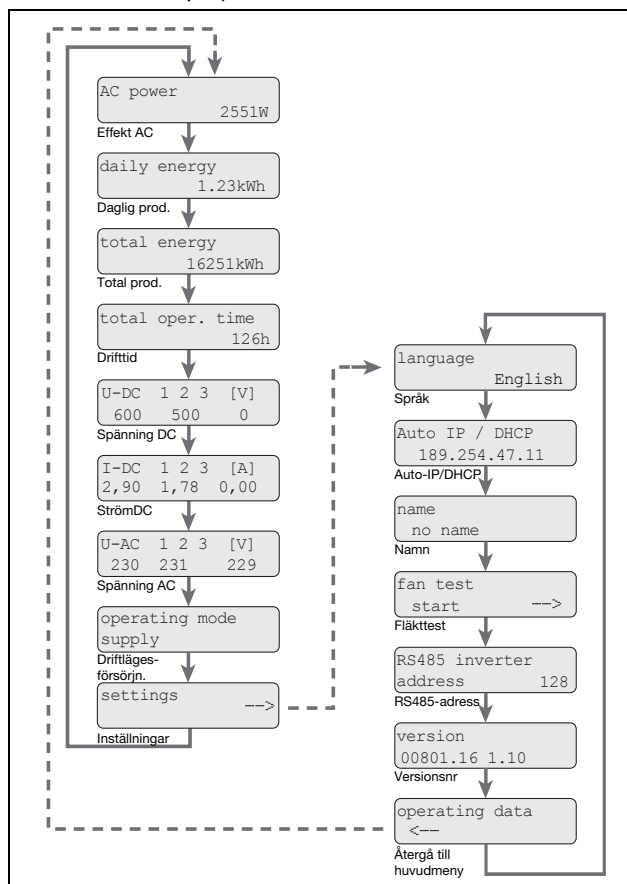 AC power
2551W
Effekt AC
daily energy
1.23kWh
Daglig prod.
total energy
16251kWh
Total prod.
total oper. time
126h
Drifttid
U-DC 1 2 3 [V]
600 500 0
Spänning DC
I-DC 1 2 3 [A]
2,90 1,78 0,00
StrömDC
U-AC 1 2 3 [V]
230 231 229
Spänning AC
operating mode
supply
Driftläges-
försörjn.
settings
-->
Inställningar
language
English
Språk
Auto IP / DHCP
189.254.47.11
Auto-IP/DHCP
name
no name
Namn
fan test
start -->
Fläkttest
RS485 inverter
address 128
RS485-adress
version
00801.16 1.10
Versionsnr
operating data
<--
Återgå till
huvudmeny